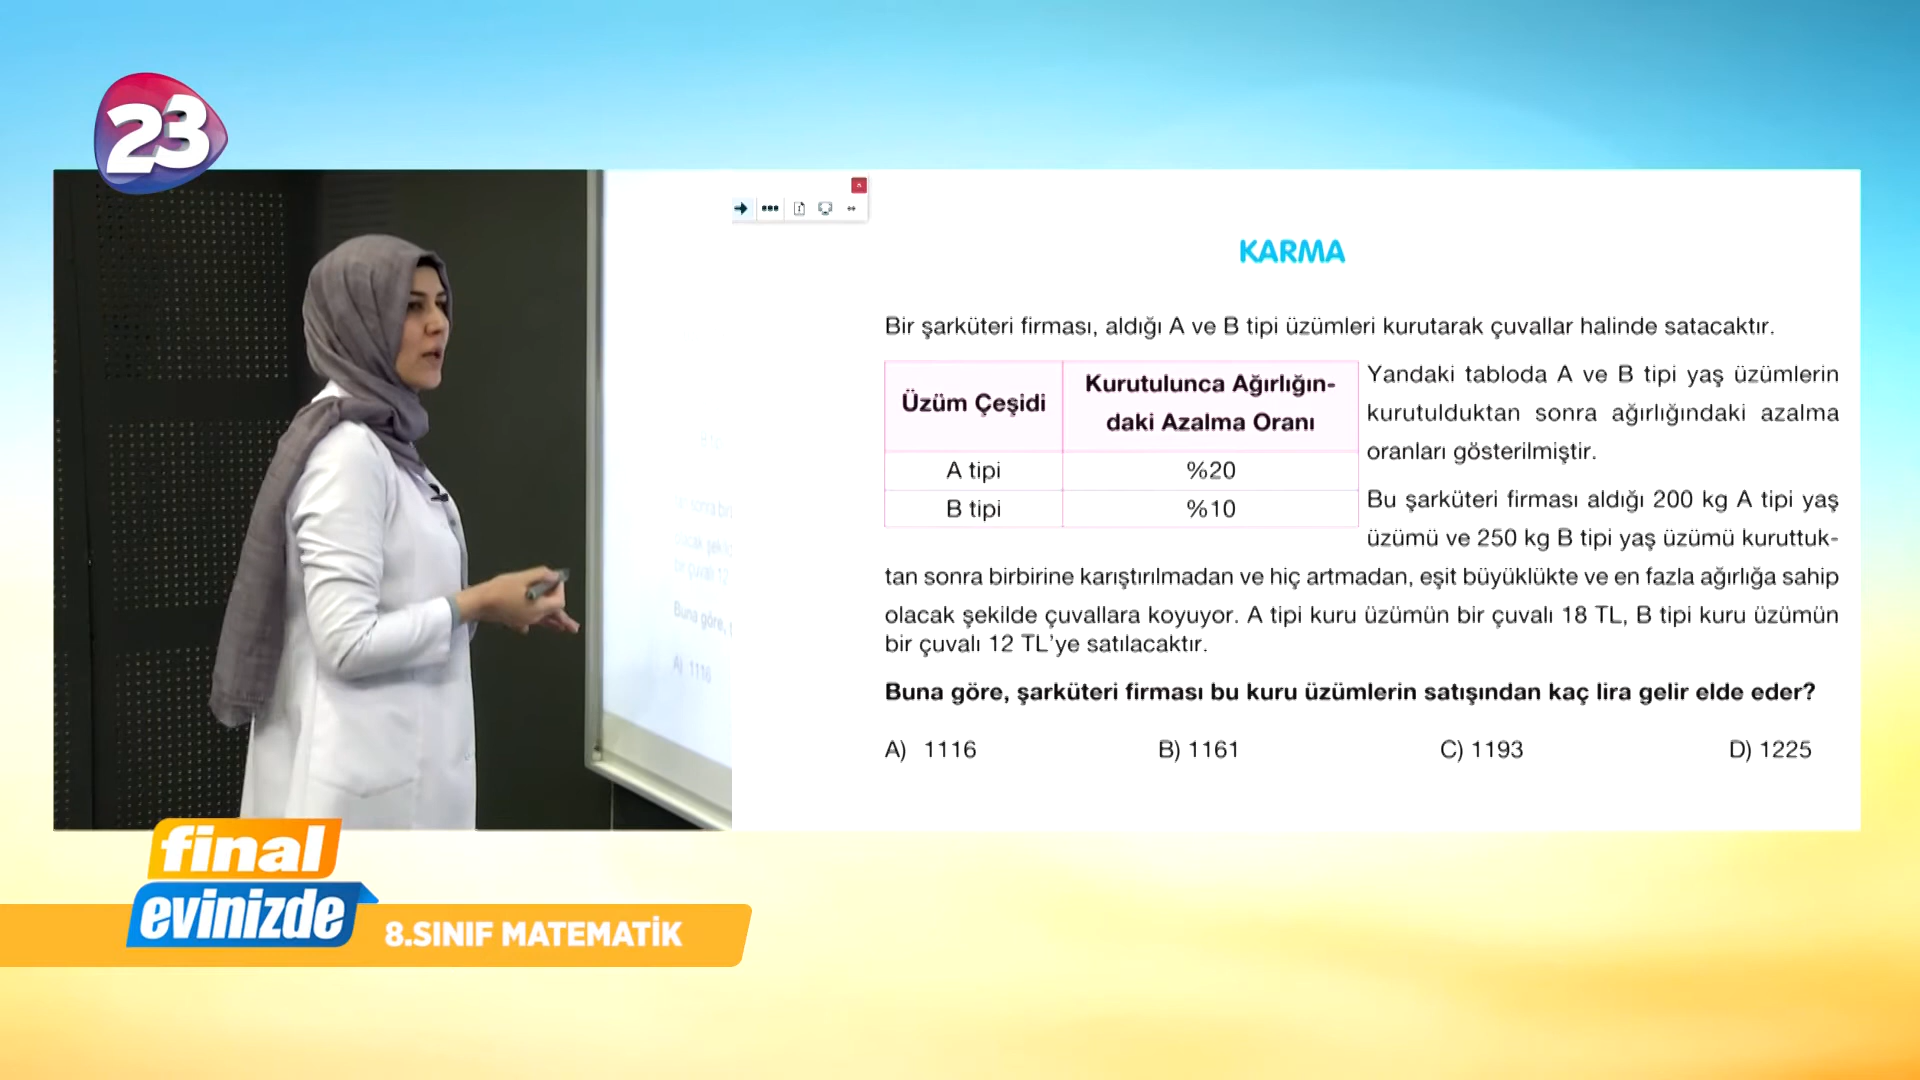 23
KARMA
Bir şarküteri firması, aldığı A ve B tipi üzümleri kurutarak çuvallar halinde satacaktır.
Üzüm Çeşidi
Kurutulunca Ağırlığın-
daki Azalma Oranı
A tipi
%20
B tipi
%10
Yandaki tabloda A ve B tipi yaş üzümlerin
kurutulduktan sonra ağırlığındaki azalma
oranları gösterilmiştir.
Bu şarküteri firması aldığı 200 kg A tipi yaş
üzümü ve 250 kg B tipi yaş üzümü kuruttuk-
tan sonra birbirine karıştırılmadan ve hiç artmadan, eşit büyüklükte ve en fazla ağırlığa sahip
olacak şekilde çuvallara koyuyor. A tipi kuru üzümün bir çuvalı 18 TL, B tipi kuru üzümün
bir çuvalı 12 TL'ye satılacaktır.
Buna göre, şarküteri firması bu kuru üzümlerin satışından kaç lira gelir elde eder?
A) 1116
B) 1161
C) 1193
D) 1225
Buna göre,
A) 1116
final
evinizde
8.SINIF MATEMATİK